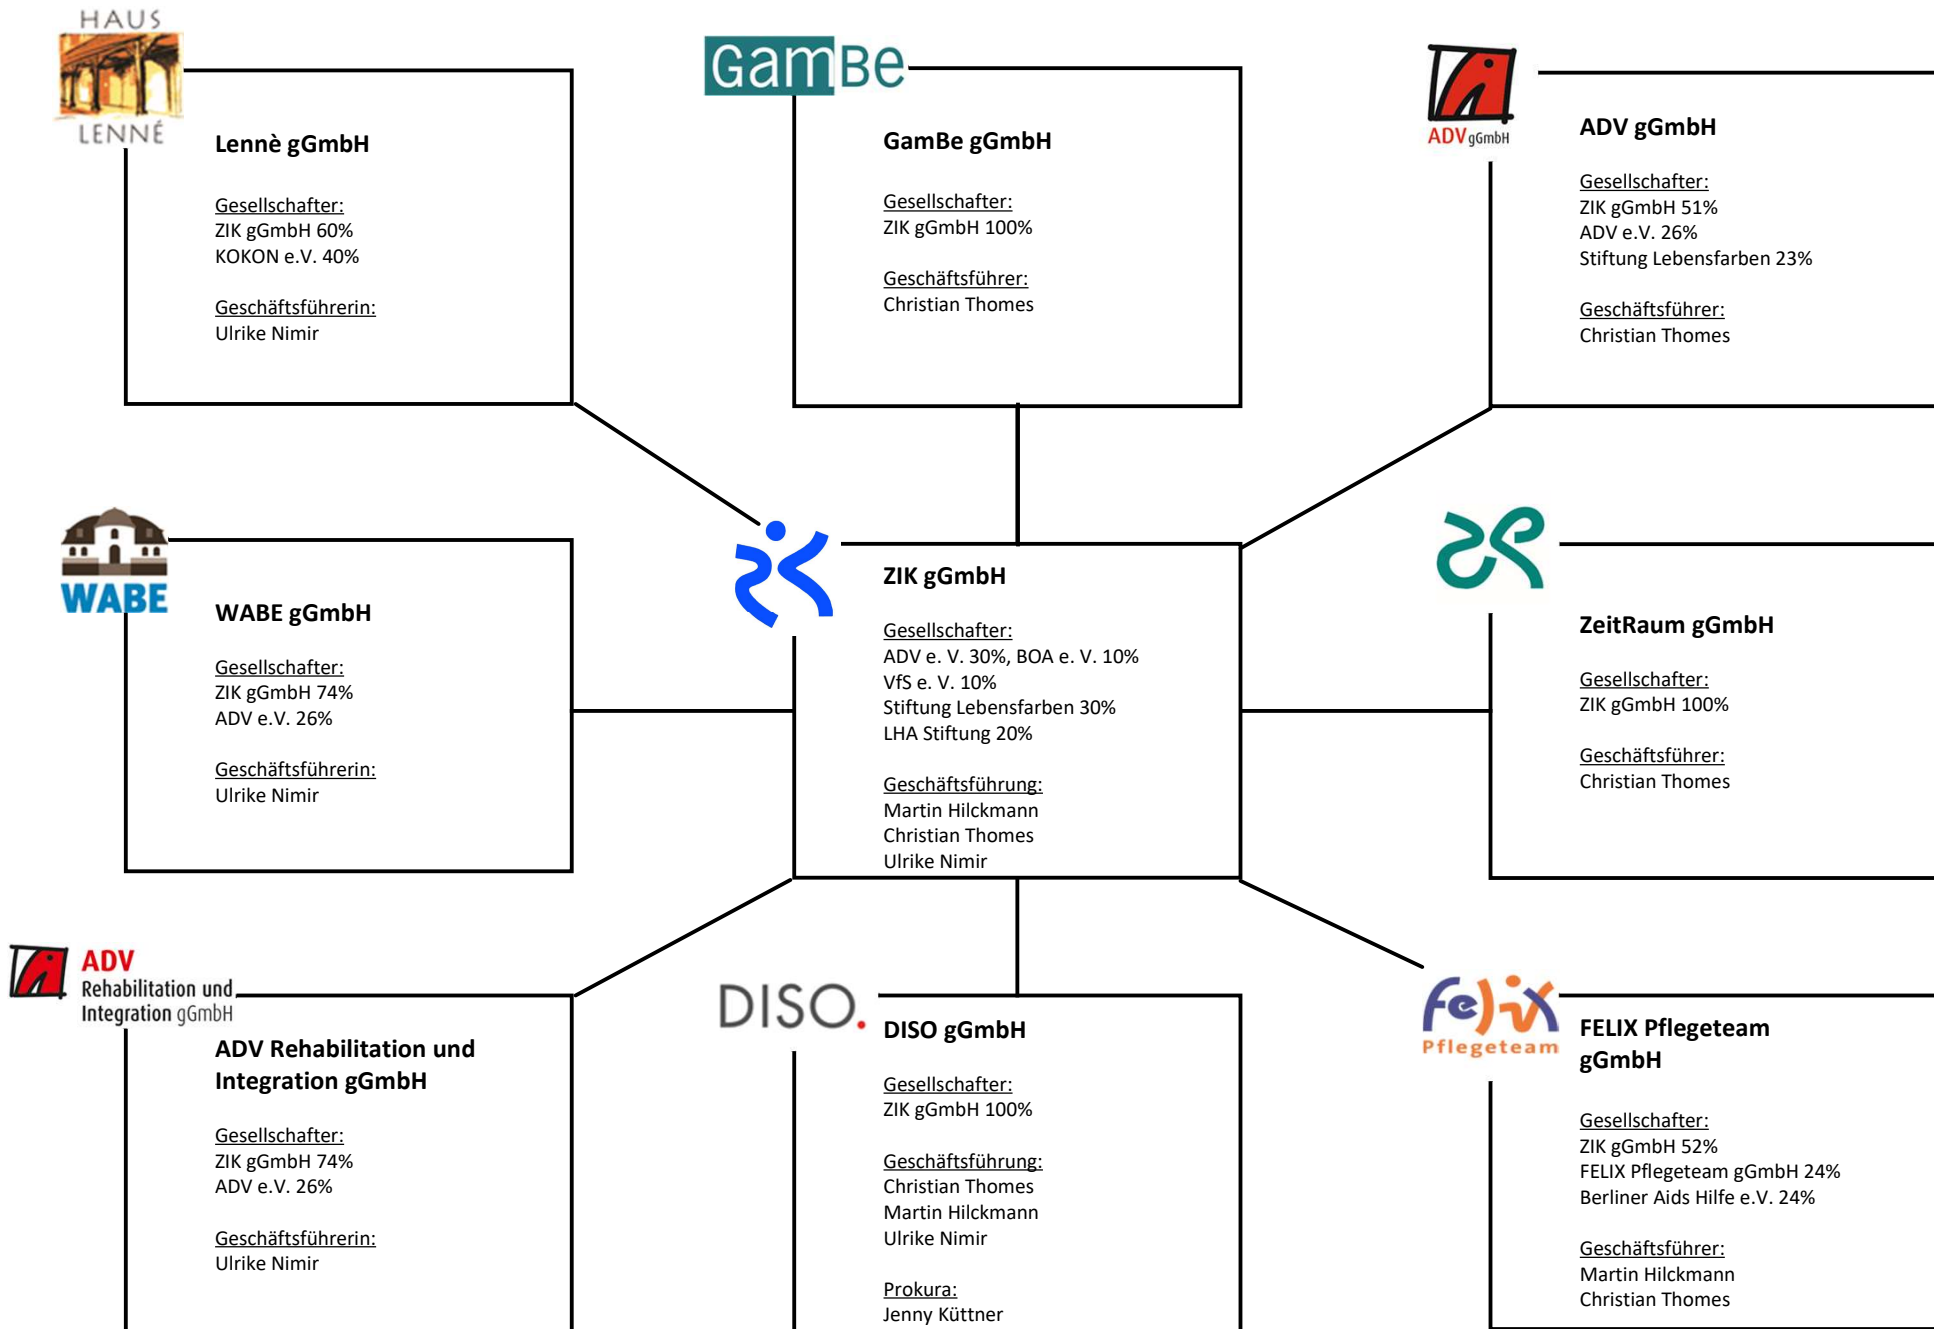 HAUS
LENNÉ
Lennè gGmbH
Gesellschafter:
ZIK gGmbH 60%
KOKON e.V. 40%
Geschäftsführerin:
Ulrike Nimir
GamBe
GamBe gGmbH
Gesellschafter:
ZIK gGmbH 100%
Geschäftsführer:
Christian Thomes
ADV gGmbH
ADV gGmbH
Gesellschafter:
ZIK gGmbH 51%
ADV e.V. 26%
Stiftung Lebensfarben 23%
Geschäftsführer:
Christian Thomes
WABE
WABE gGmbH
Gesellschafter:
ZIK gGmbH 74%
ADV e.V. 26%
Geschäftsführerin:
Ulrike Nimir
ZIK gGmbH
Gesellschafter:
ADV e. V. 30%, BOA e. V. 10%
VfS e. V. 10%
Stiftung Lebensfarben 30%
LHA Stiftung 20%
Geschäftsführung:
Martin Hilckmann
Christian Thomes
Ulrike Nimir
ZeitRaum gGmbH
Gesellschafter:
ZIK gGmbH 100%
Geschäftsführer:
Christian Thomes
ADV
Rehabilitation und
Integration gGmbH
ADV Rehabilitation und
Integration gGmbH
Gesellschafter:
ZIK gGmbH 74%
ADV e.V. 26%
Geschäftsführerin:
Ulrike Nimir
DISO.
DISO gGmbH
Gesellschafter:
ZIK gGmbH 100%
Geschäftsführung:
Christian Thomes
Martin Hilckmann
Ulrike Nimir
Prokura:
Jenny Küttner
Felix
Pflegeteam
FELIX Pflegeteam
gGmbH
Gesellschafter:
ZIK gGmbH 52%
FELIX Pflegeteam gGmbH 24%
Berliner Aids Hilfe e.V. 24%
Geschäftsführer:
Martin Hilckmann
Christian Thomes